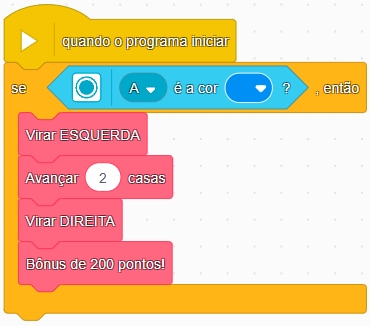 quando o programa iniciar
se A é a cor ? , então
Virar ESQUERDA
Avançar 2 casas
Virar DIREITA
Bônus de 200 pontos!